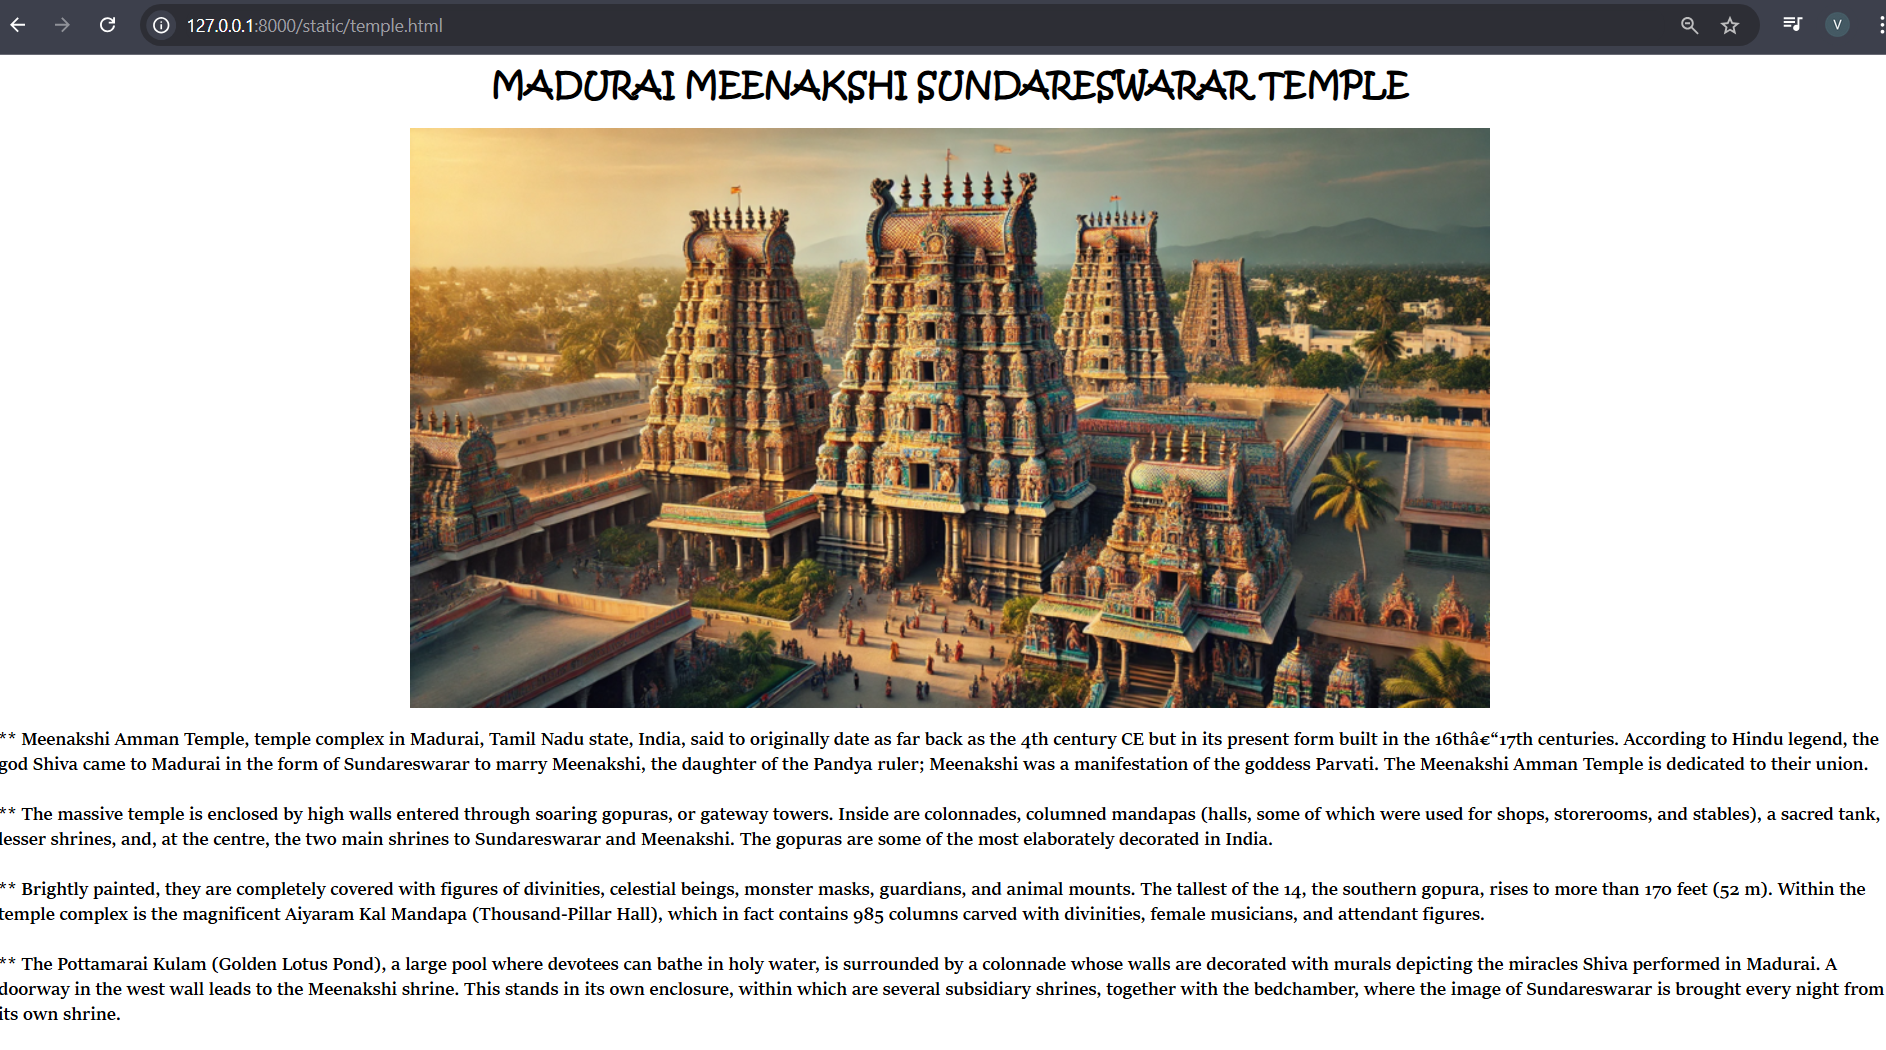 127.0.0.1:8000/static/temple.html
V
MADURAI MEENAKSHI SUNDARESWARAR TEMPLE
** Meenakshi Amman Temple, temple complex in Madurai, Tamil Nadu state, India, said to originally date as far back as the 4th century CE but in its present form built in the 16thâ€“17th centuries. According to Hindu legend, the
god Shiva came to Madurai in the form of Sundareswarar to marry Meenakshi, the daughter of the Pandya ruler; Meenakshi was a manifestation of the goddess Parvati. The Meenakshi Amman Temple is dedicated to their union.
** The massive temple is enclosed by high walls entered through soaring gopuras, or gateway towers. Inside are colonnades, columned mandapas (halls, some of which were used for shops, storerooms, and stables), a sacred tank,
lesser shrines, and, at the centre, the two main shrines to Sundareswarar and Meenakshi. The gopuras are some of the most elaborately decorated in India.
** Brightly painted, they are completely covered with figures of divinities, celestial beings, monster masks, guardians, and animal mounts. The tallest of the 14, the southern gopura, rises to more than 170 feet (52 m). Within the
temple complex is the magnificent Aiyaram Kal Mandapa (Thousand-Pillar Hall), which in fact contains 985 columns carved with divinities, female musicians, and attendant figures.
** The Pottamarai Kulam (Golden Lotus Pond), a large pool where devotees can bathe in holy water, is surrounded by a colonnade whose walls are decorated with murals depicting the miracles Shiva performed in Madurai. A
doorway in the west wall leads to the Meenakshi shrine. This stands in its own enclosure, within which are several subsidiary shrines, together with the bedchamber, where the image of Sundareswarar is brought every night from
its own shrine.